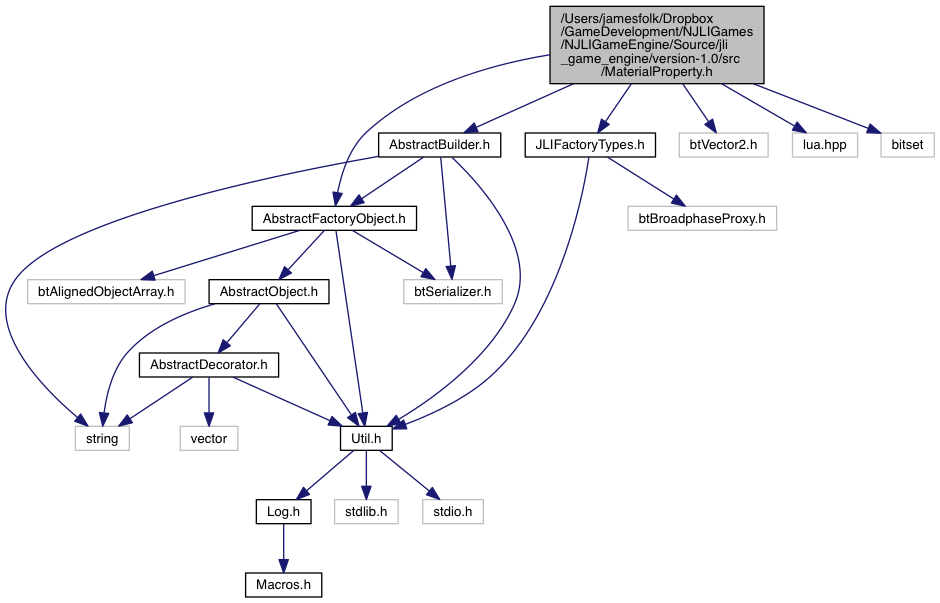 /Users/jamesfolk/Dropbox
/GameDevelopment/NJLIGames
/NJLIGameEngine/Source/jli
_game_engine/version-1.0/src
/MaterialProperty.h
AbstractBuilder.h
JLIFactoryTypes.h
btVector2.h
lua.hpp
bitset
AbstractFactoryObject.h
btBroadphaseProxy.h
btAlignedObjectArray.h
AbstractObject.h
btSerializer.h
AbstractDecorator.h
string
vector
Util.h
Log.h
stdlib.h
stdio.h
Macros.h